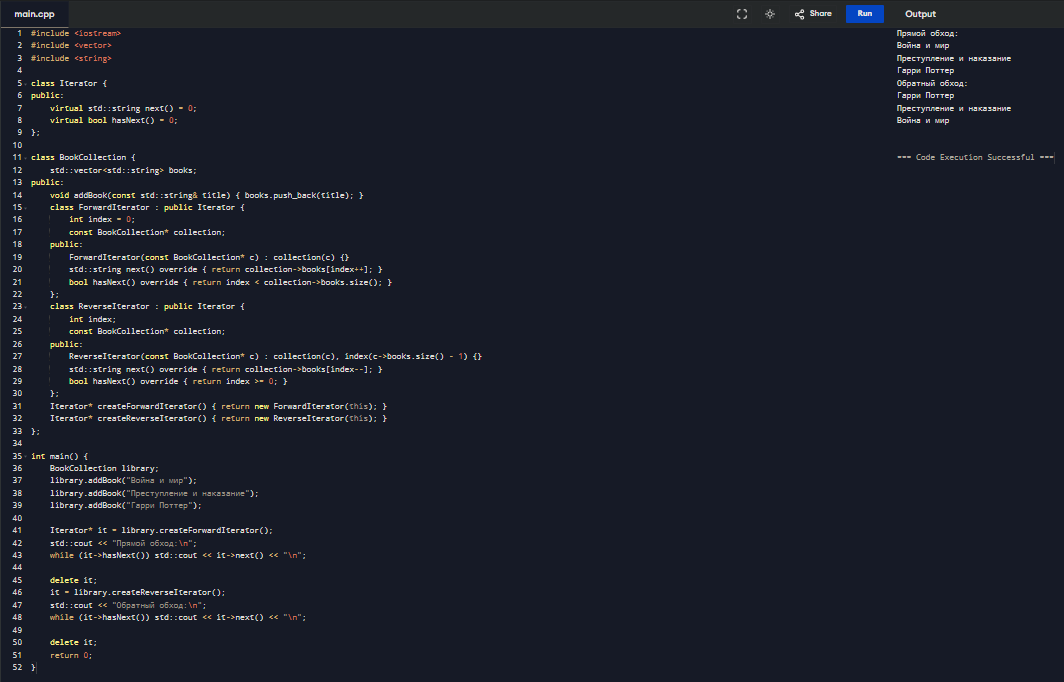 main.cpp
Share
Run
Output
1 #include <iostream>
2 #include <vector>
3 #include <string>
4
5 class Iterator {
6 public:
7     virtual std::string next() = 0;
8     virtual bool hasNext() = 0;
9 };
10
11 class BookCollection {
12     std::vector<std::string> books;
13 public:
14     void addBook(const std::string& title) { books.push_back(title); }
15     class ForwardIterator : public Iterator {
16         int index = 0;
17         const BookCollection* collection;
18     public:
19         ForwardIterator(const BookCollection* c) : collection(c) {}
20         std::string next() override { return collection->books[index++]; }
21         bool hasNext() override { return index < collection->books.size(); }
22     };
23     class ReverseIterator : public Iterator {
24         int index;
25         const BookCollection* collection;
26     public:
27         ReverseIterator(const BookCollection* c) : collection(c), index(c->books.size() - 1) {}
28         std::string next() override { return collection->books[index--]; }
29         bool hasNext() override { return index >= 0; }
30     };
31     Iterator* createForwardIterator() { return new ForwardIterator(this); }
32     Iterator* createReverseIterator() { return new ReverseIterator(this); }
33 };
34
35 int main() {
36     BookCollection library;
37     library.addBook("Война и мир");
38     library.addBook("Преступление и наказание");
39     library.addBook("Гарри Поттер");
40
41     Iterator* it = library.createForwardIterator();
42     std::cout << "Прямой обход:\n";
43     while (it->hasNext()) std::cout << it->next() << "\n";
44
45     delete it;
46     it = library.createReverseIterator();
47     std::cout << "Обратный обход:\n";
48     while (it->hasNext()) std::cout << it->next() << "\n";
49
50     delete it;
51     return 0;
52 }
Прямой обход:
Война и мир
Преступление и наказание
Гарри Поттер
Обратный обход:
Гарри Поттер
Преступление и наказание
Война и мир
=== Code Execution Successful ===